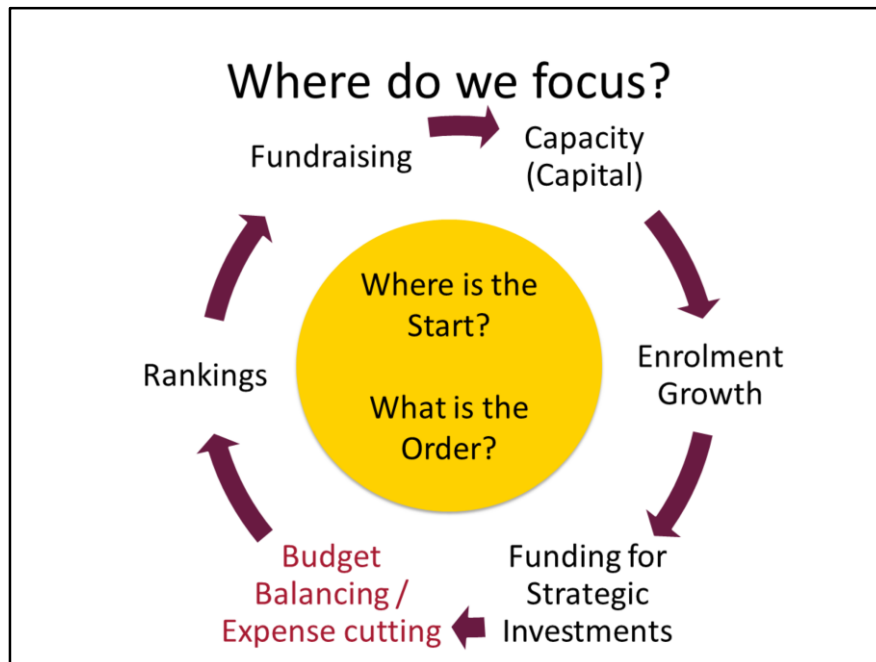 Where do we focus?
Fundraising
Capacity
(Capital)
Where is the
Start?
What is the
Order?
Enrolment
Growth
Rankings
Funding for
Strategic
Investments
Budget
Balancing /
Expense cutting